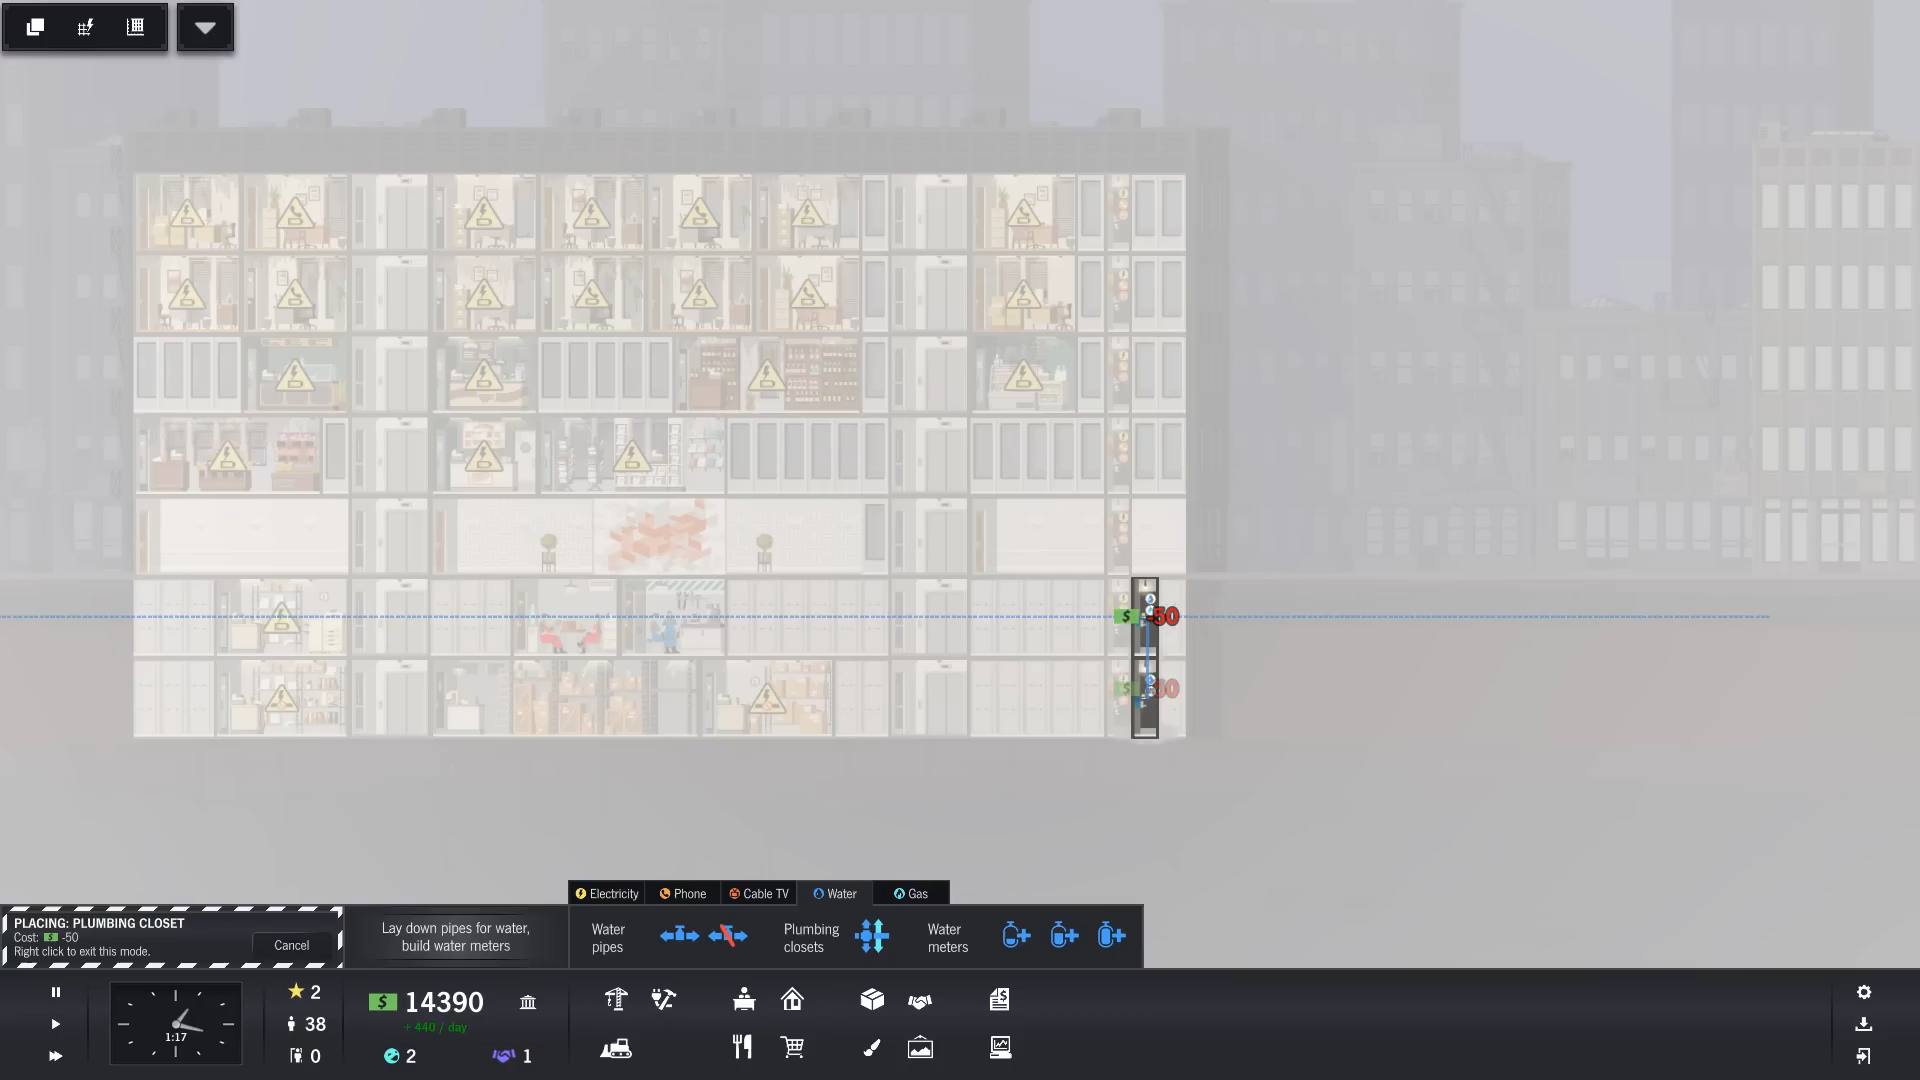 -50
-50
Electricity
Phone
Cable TV
Water
Gas
PLACING: PLUMBING CLOSET
Cost: $ -50
Right click to exit this mode.
Cancel
Lay down pipes for water,
build water meters
Water
pipes
Plumbing
closets
Water
meters
1:17
2
38
0
$ 14390
+ 440 / day
2
1